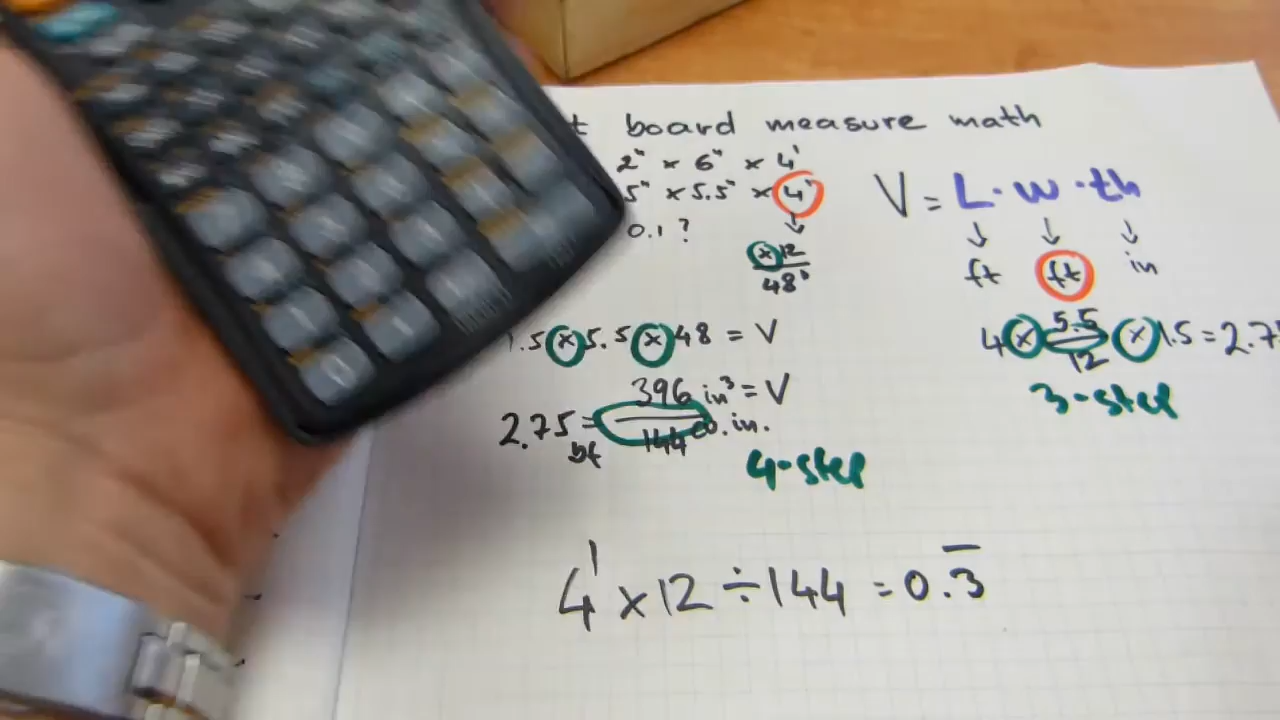 t board measure math
2" x 6" x 4'
5" x 5.5" x 4'
0.1 ?
x 12
48"
.5 x 5.5 x 48 = V
396 in³ = V
2.75 bf = 144 in.
4-step
V = L · w · th
ft ft in
4 x 5.5 x 1.5 = 2.7
12
3-step
4' x 12 ÷ 144 = 0.3̅